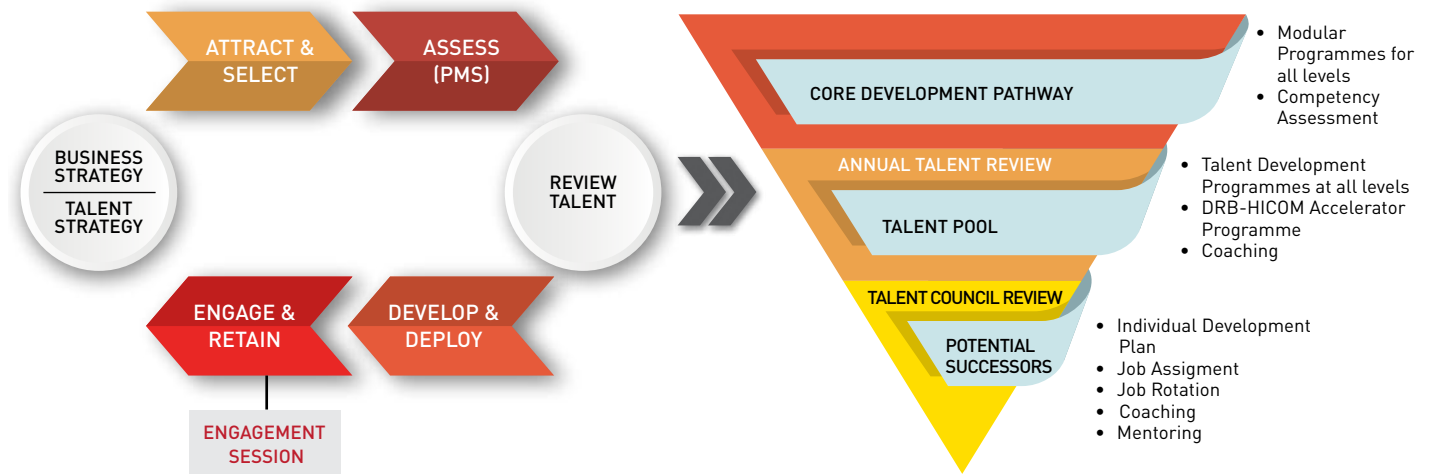 ATTRACT &
SELECT
ASSESS
(PMS)
BUSINESS
STRATEGY
TALENT
STRATEGY
REVIEW
TALENT
ENGAGE &
RETAIN
DEVELOP &
DEPLOY
ENGAGEMENT
SESSION
CORE DEVELOPMENT PATHWAY
• Modular
Programmes for
all levels
• Competency
Assessment
ANNUAL TALENT REVIEW
TALENT POOL
• Talent Development
Programmes at all levels
• DRB-HICOM Accelerator
Programme
• Coaching
TALENT COUNCIL REVIEW
POTENTIAL
SUCCESSORS
• Individual Development
Plan
• Job Assigment
• Job Rotation
• Coaching
• Mentoring